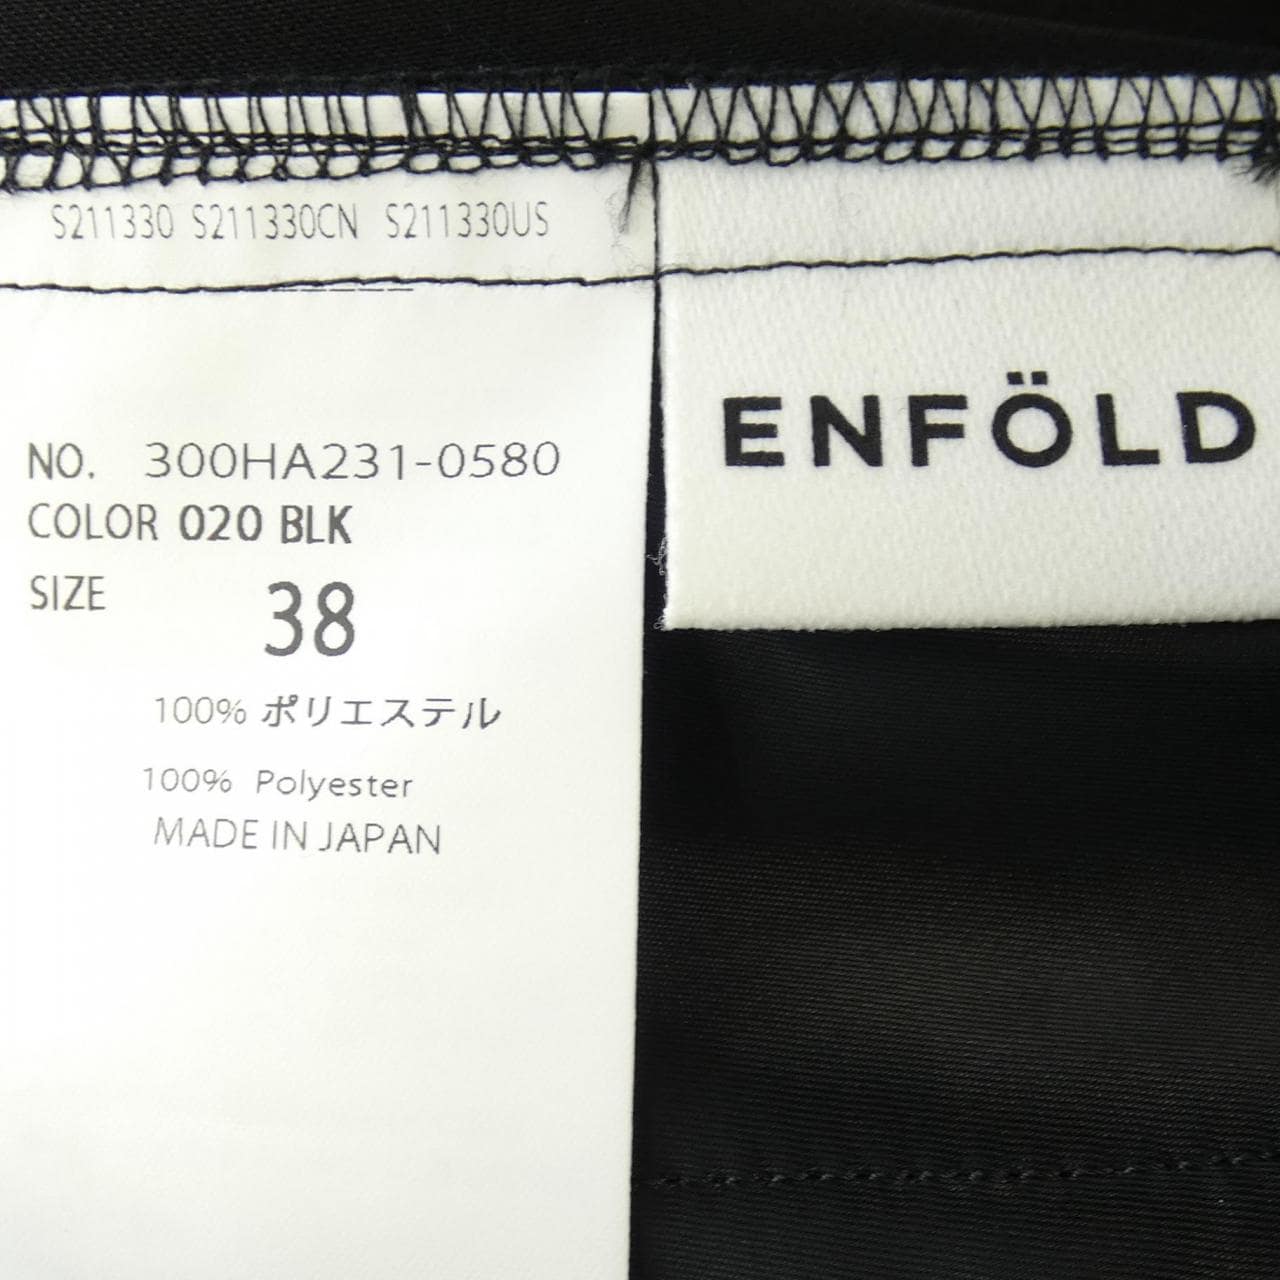 S211330 S211330CN S211330US
NO. 300HA231-0580
COLOR 020 BLK
SIZE 38
100% ポリエステル
100% Polyester
MADE IN JAPAN
ENFÖLD